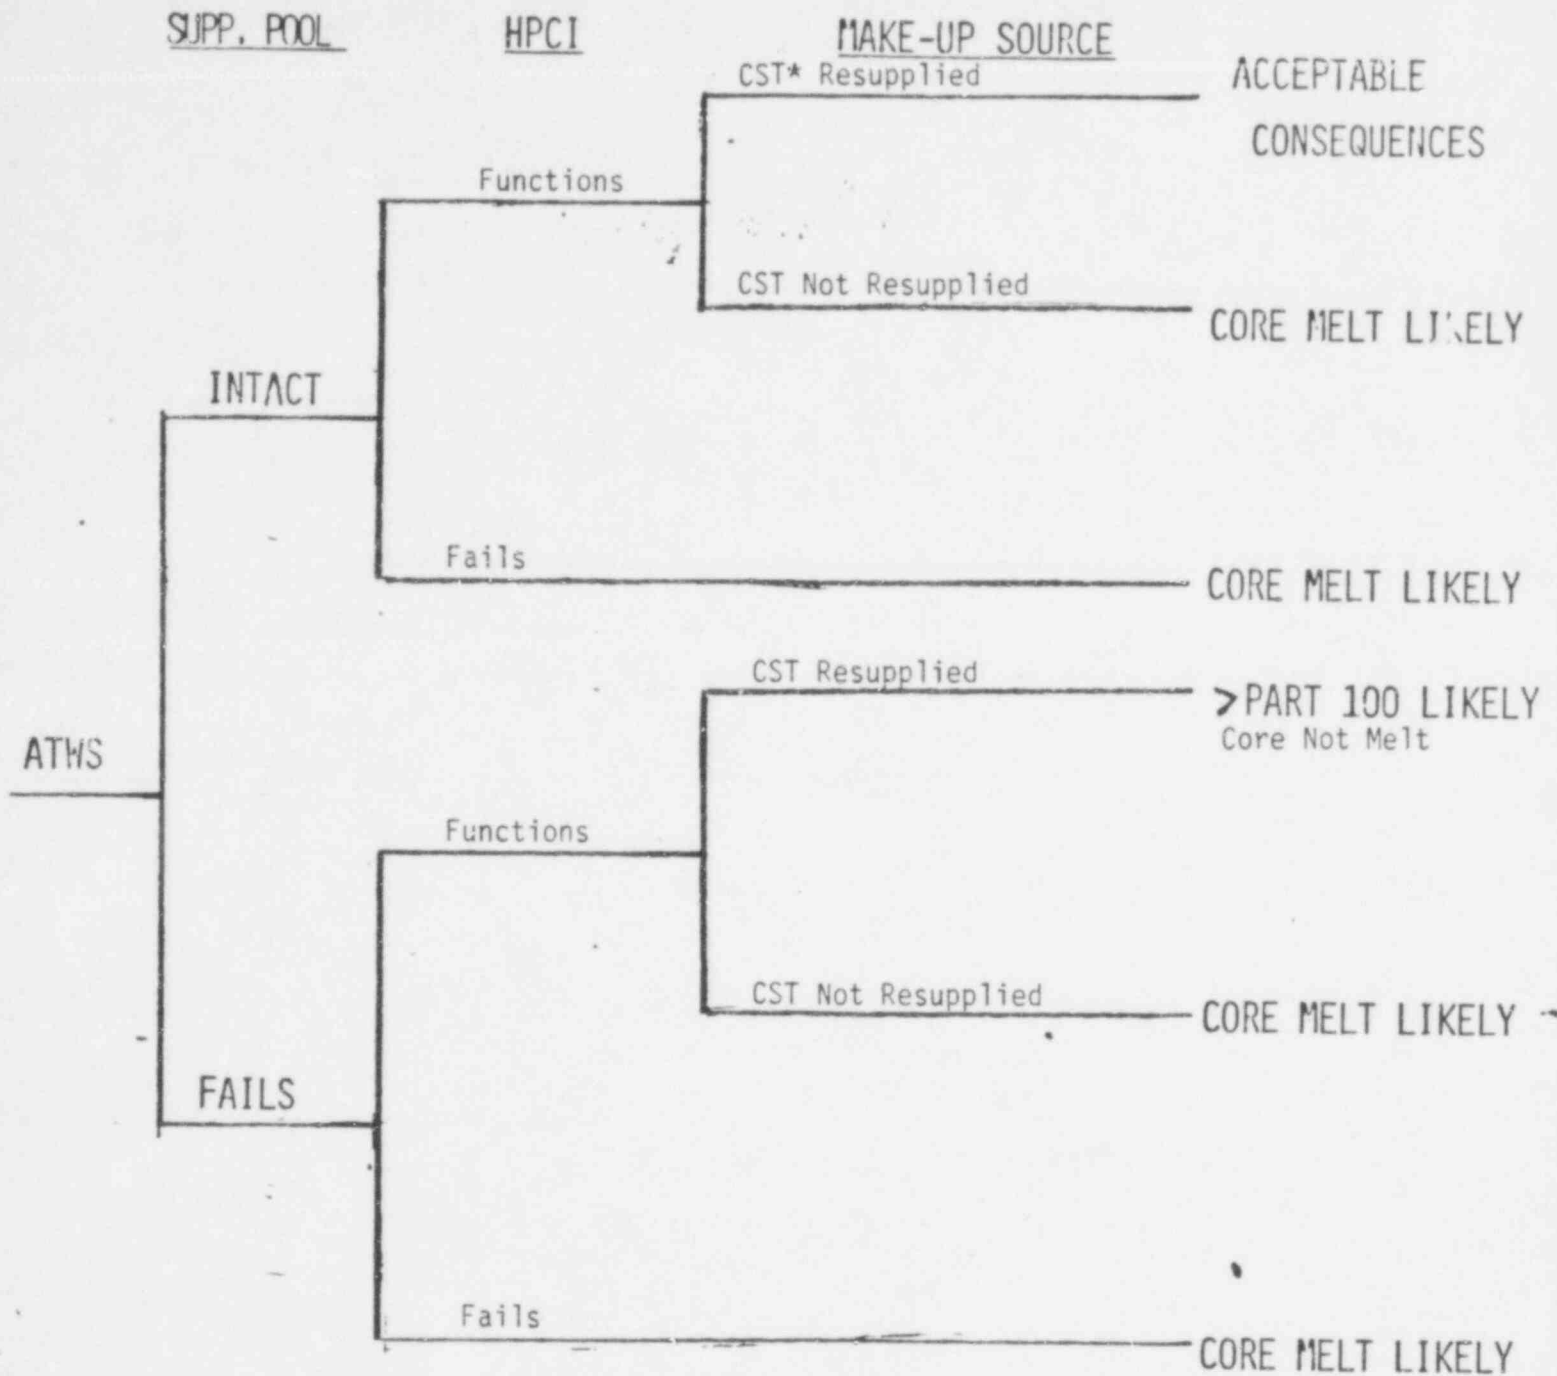 SUPP. POOL HPCI MAKE-UP SOURCE
CST* Resupplied
ACCEPTABLE
CONSEQUENCES
Functions
CST Not Resupplied
CORE MELT LIKELY
INTACT
Fails
CORE MELT LIKELY
CST Resupplied
>PART 100 LIKELY
Core Not Melt
ATWS
Functions
CST Not Resupplied
CORE MELT LIKELY
FAILS
Fails
CORE MELT LIKELY